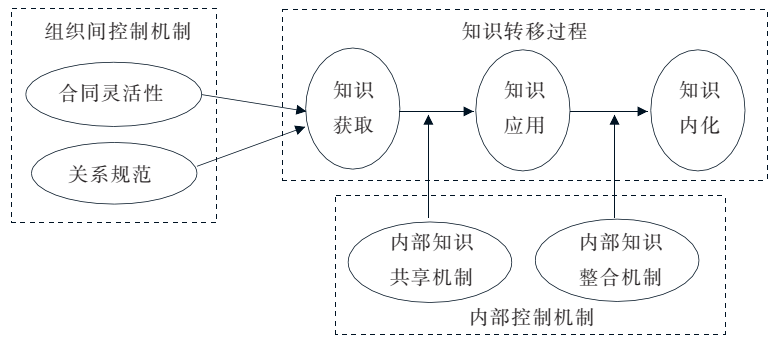 组织间控制机制
合同灵活性
关系规范
知识转移过程
知识
获取
知识
应用
知识
内化
内部知识
共享机制
内部知识
整合机制
内部控制机制